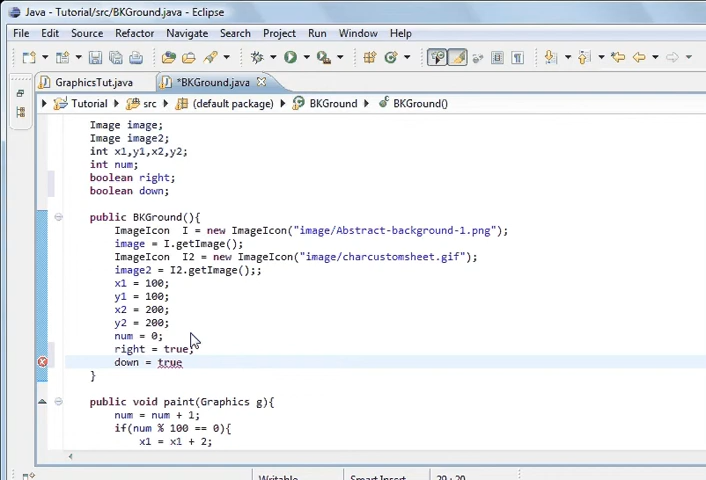 Java - Tutorial/src/BKGround.java - Eclipse
File Edit Source Refactor Navigate Search Project Run Window Help
GraphicsTut.java *BKGround.java
Tutorial src (default package) BKGround BKGround()
Image image;
Image image2;
int x1,y1,x2,y2;
int num;
boolean right;
boolean down;
public BKGround(){
ImageIcon I = new ImageIcon("image/Abstract-background-1.png");
image = I.getImage();
ImageIcon I2 = new ImageIcon("image/charcustomsheet.gif");
image2 = I2.getImage();;
x1 = 100;
y1 = 100;
x2 = 200;
y2 = 200;
num = 0;
right = true;
down = true
}
public void paint(Graphics g){
num = num + 1;
if(num % 100 == 0){
x1 = x1 + 2;
Writable Smart Insert 29 : 20